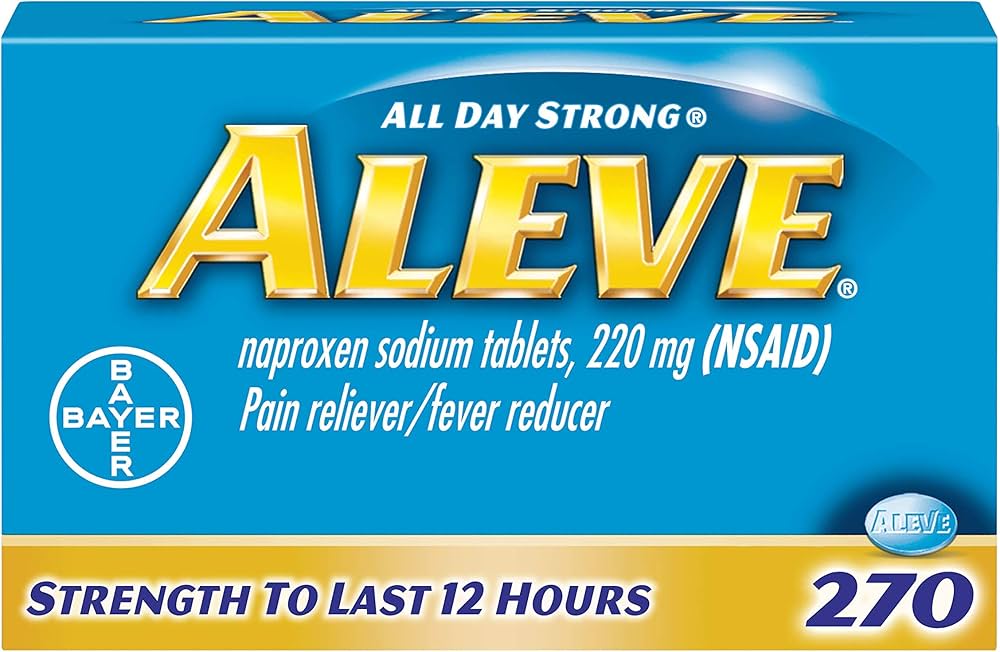 ALL DAY STRONG®
ALEVE®
naproxen sodium tablets, 220 mg (NSAID)
Pain reliever/fever reducer
BAYER
BAYER
ALEVE
STRENGTH TO LAST 12 HOURS
270